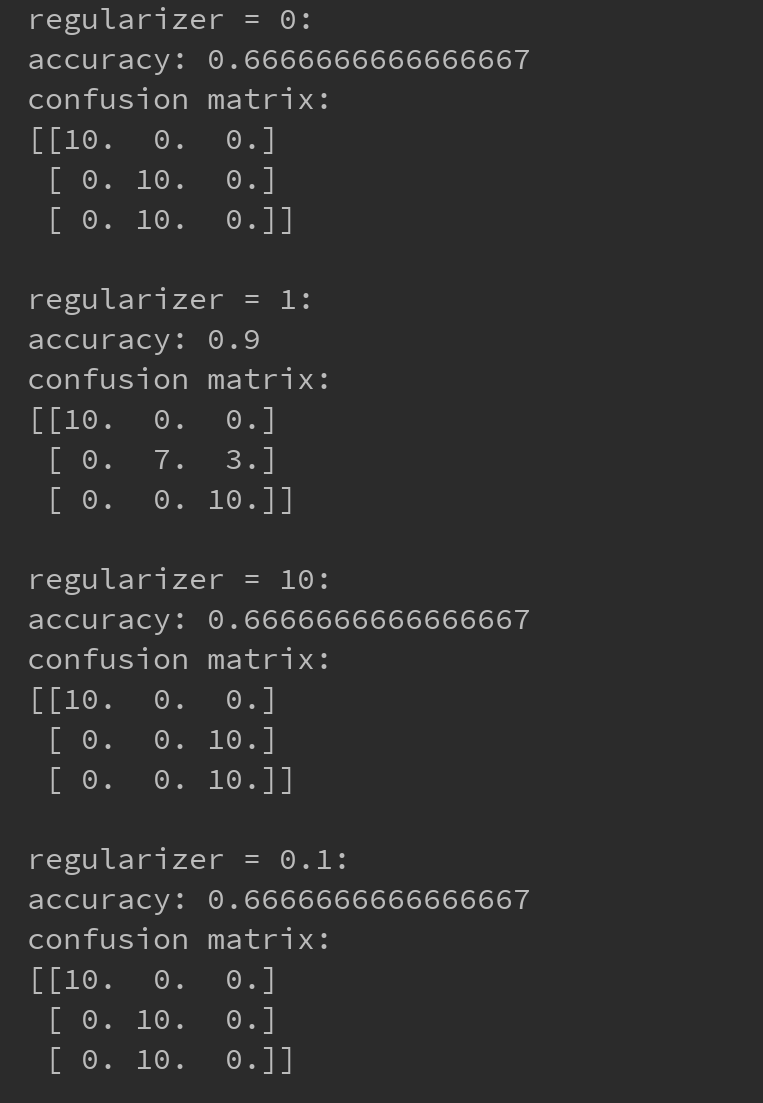 regularizer = 0:
accuracy: 0.6666666666666667
confusion matrix:
[[10.  0.  0.]
 [ 0. 10.  0.]
 [ 0. 10.  0.]]

regularizer = 1:
accuracy: 0.9
confusion matrix:
[[10.  0.  0.]
 [ 0.  7.  3.]
 [ 0.  0. 10.]]

regularizer = 10:
accuracy: 0.6666666666666667
confusion matrix:
[[10.  0.  0.]
 [ 0.  0. 10.]
 [ 0.  0. 10.]]

regularizer = 0.1:
accuracy: 0.6666666666666667
confusion matrix:
[[10.  0.  0.]
 [ 0. 10.  0.]
 [ 0. 10.  0.]]